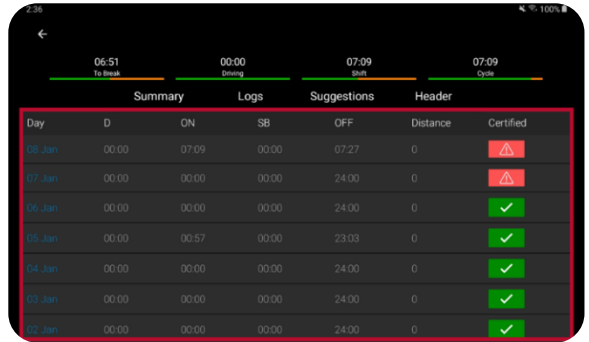 2:36 100%
06:51 00:00 07:09 07:09
To Break Driving Shift Cycle
Summary Logs Suggestions Header
Day D ON SB OFF Distance Certified
08 Jan 00:00 07:09 00:00 07:27 0
07 Jan 00:00 00:00 00:00 24:00 0
06 Jan 00:00 00:00 00:00 24:00 0
05 Jan 00:00 00:57 00:00 23:03 0
04 Jan 00:00 00:00 00:00 24:00 0
03 Jan 00:00 00:00 00:00 24:00 0
02 Jan 00:00 00:00 00:00 24:00 0